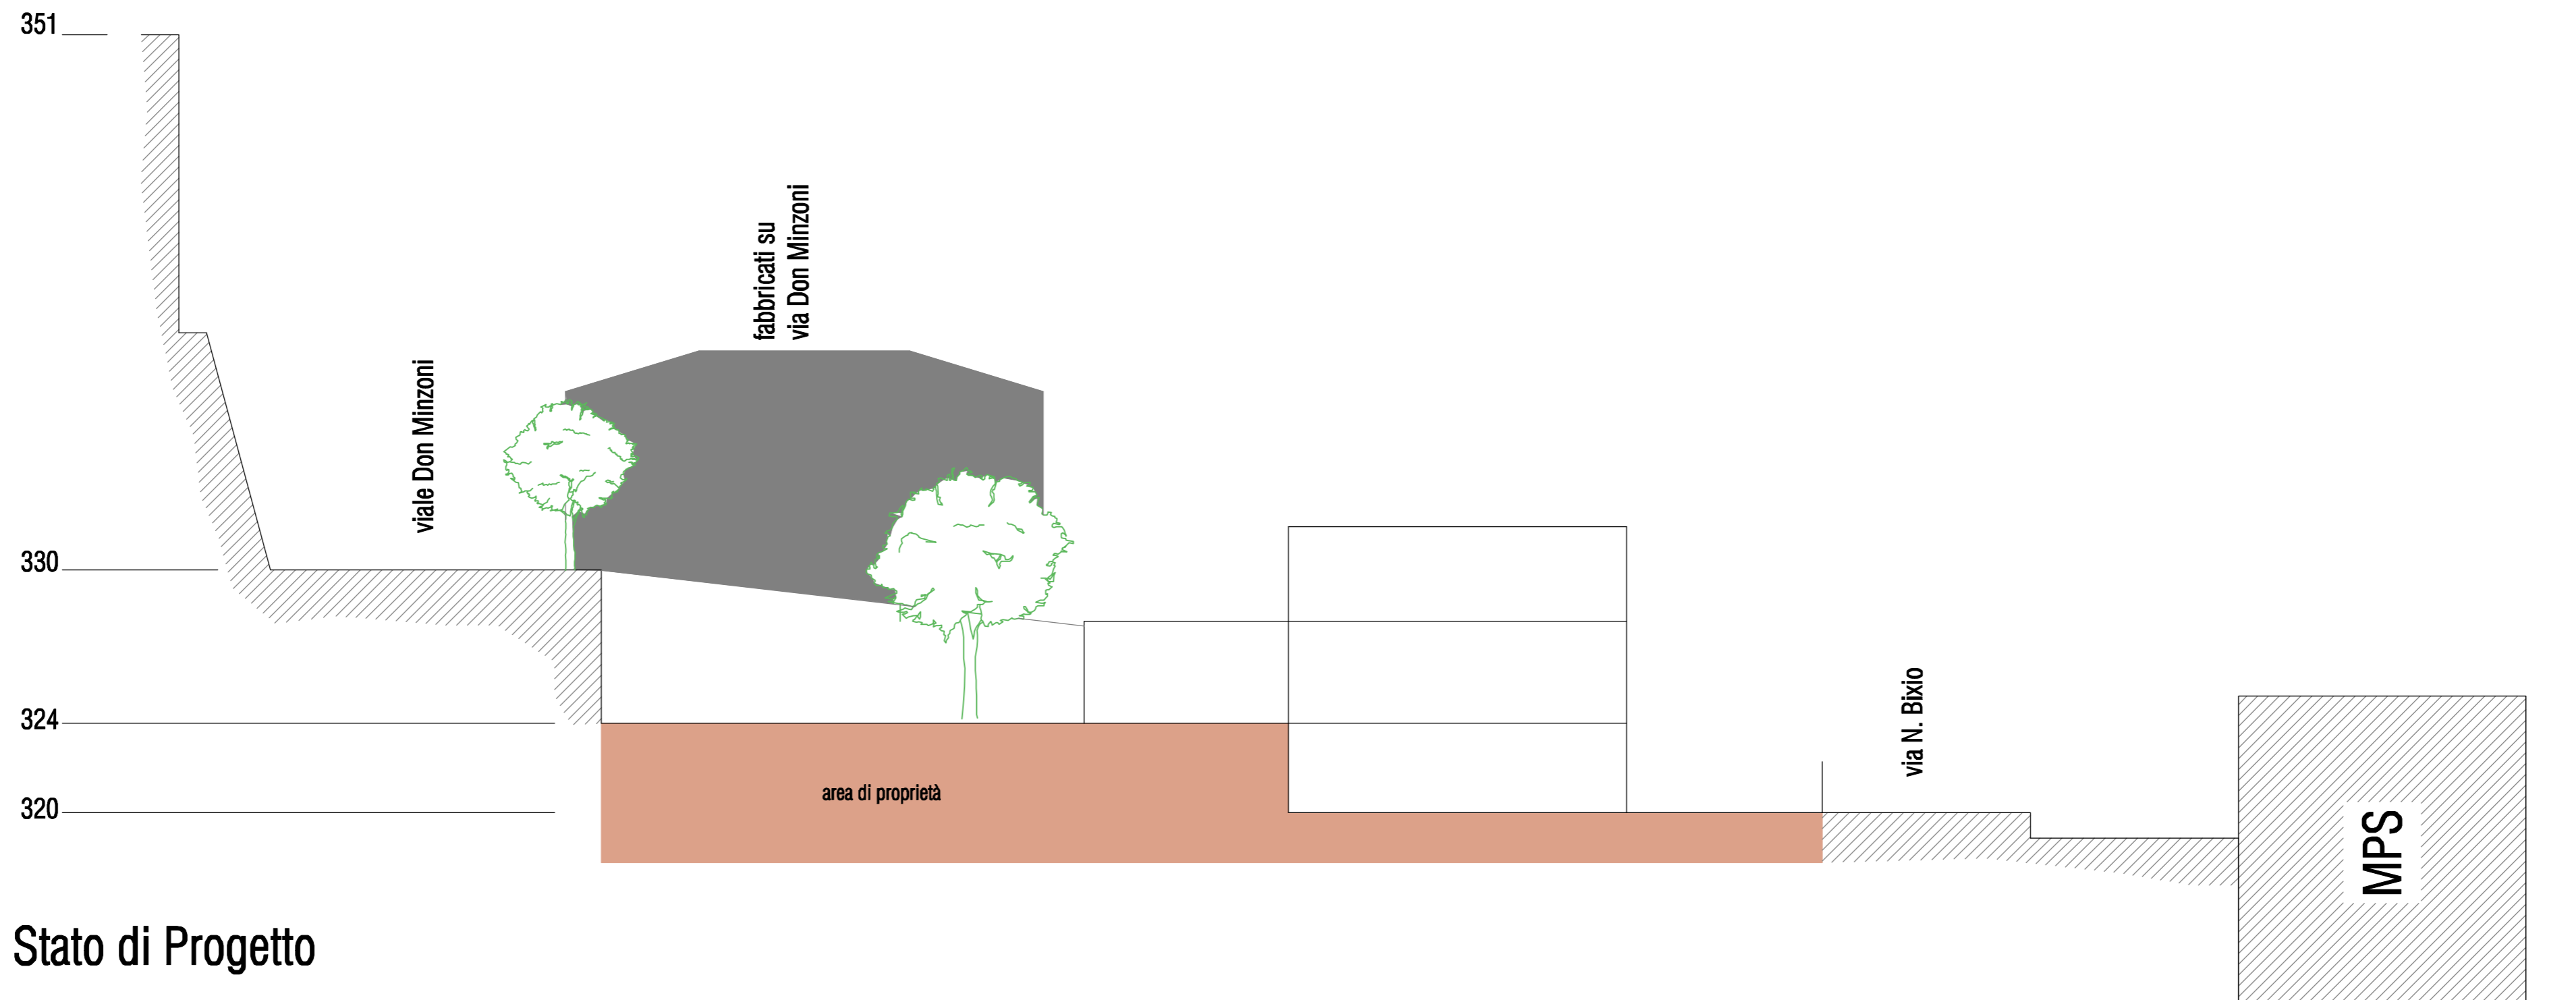 351
fabbricati su
via Don Minzoni
viale Don Minzoni
330
via N. Bixio
324
area di proprietà
320
MPS
Stato di Progetto